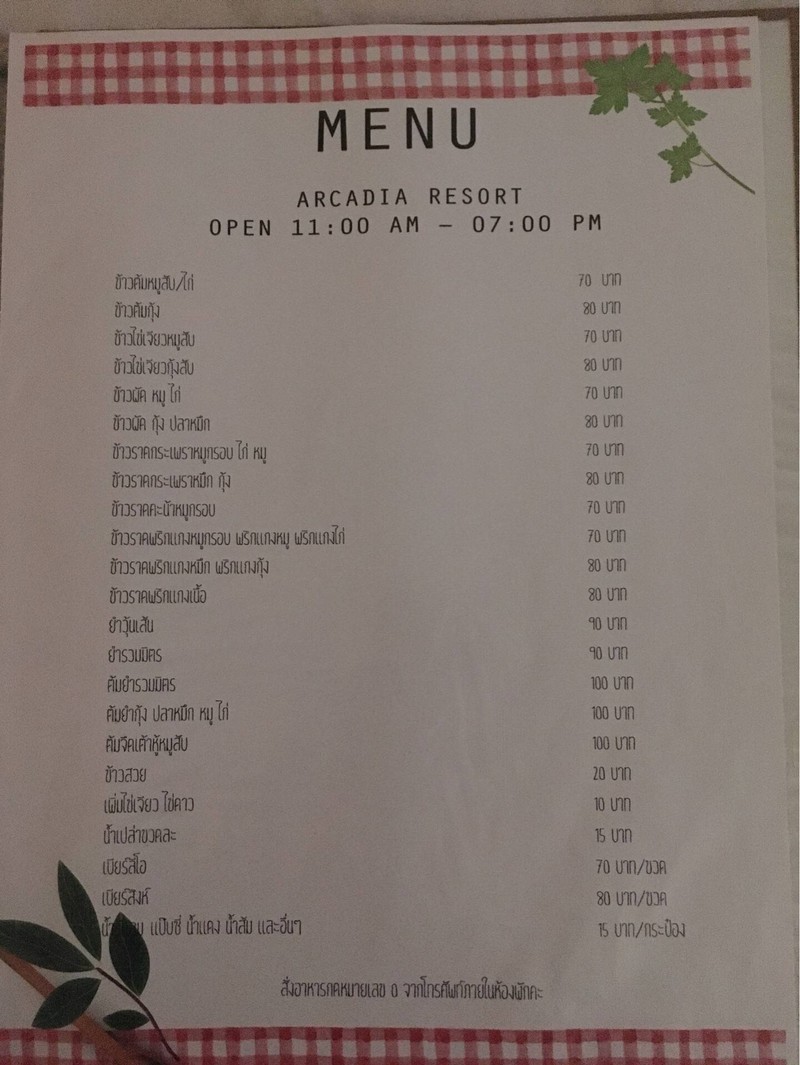 MENU
ARCADIA RESORT
OPEN 11:00 AM – 07:00 PM
ข้าวต้มหมูสับ/ไก่ 70 บาท
ข้าวต้มกุ้ง 80 บาท
ข้าวไข่เจียวหมูสับ 70 บาท
ข้าวไข่เจียวกุ้งสับ 80 บาท
ข้าวผัด หมู ไก่ 70 บาท
ข้าวผัด กุ้ง ปลาหมึก 80 บาท
ข้าวราดกระเพราหมูกรอบ ไก่ หมู 70 บาท
ข้าวราดกระเพราหมึก กุ้ง 80 บาท
ข้าวราดคะน้าหมูกรอบ 70 บาท
ข้าวราดพริกแกงหมูกรอบ พริกแกงหมู พริกแกงไก่ 70 บาท
ข้าวราดพริกแกงหมึก พริกแกงกุ้ง 80 บาท
ข้าวราดพริกแกงเนื้อ 80 บาท
ยำวุ้นเส้น 90 บาท
ยำรวมมิตร 90 บาท
ต้มยำรวมมิตร 100 บาท
ต้มยำกุ้ง ปลาหมึก หมู ไก่ 100 บาท
ต้มจืดเต้าหู้หมูสับ 100 บาท
ข้าวสวย 20 บาท
เพิ่มไข่เจียว ไข่ดาว 10 บาท
น้ำเปล่าขวดละ 15 บาท
เบียร์ลีโอ 70 บาท/ขวด
เบียร์สิงห์ 80 บาท/ขวด
แป๊บซี่ น้ำแดง น้ำส้ม และอื่นๆ 15 บาท/กระป๋อง
สั่งอาหารกดหมายเลข 0 จากโทรศัพท์ภายในห้องพักคะ